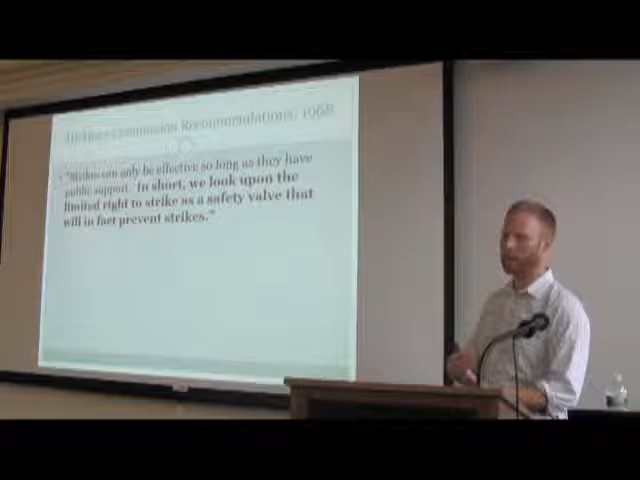 Commission Recommendations, 1968
"Strikes can only be effective so long as they have
public support. In short, we look upon the
limited right to strike as a safety valve that
will in fact prevent strikes."